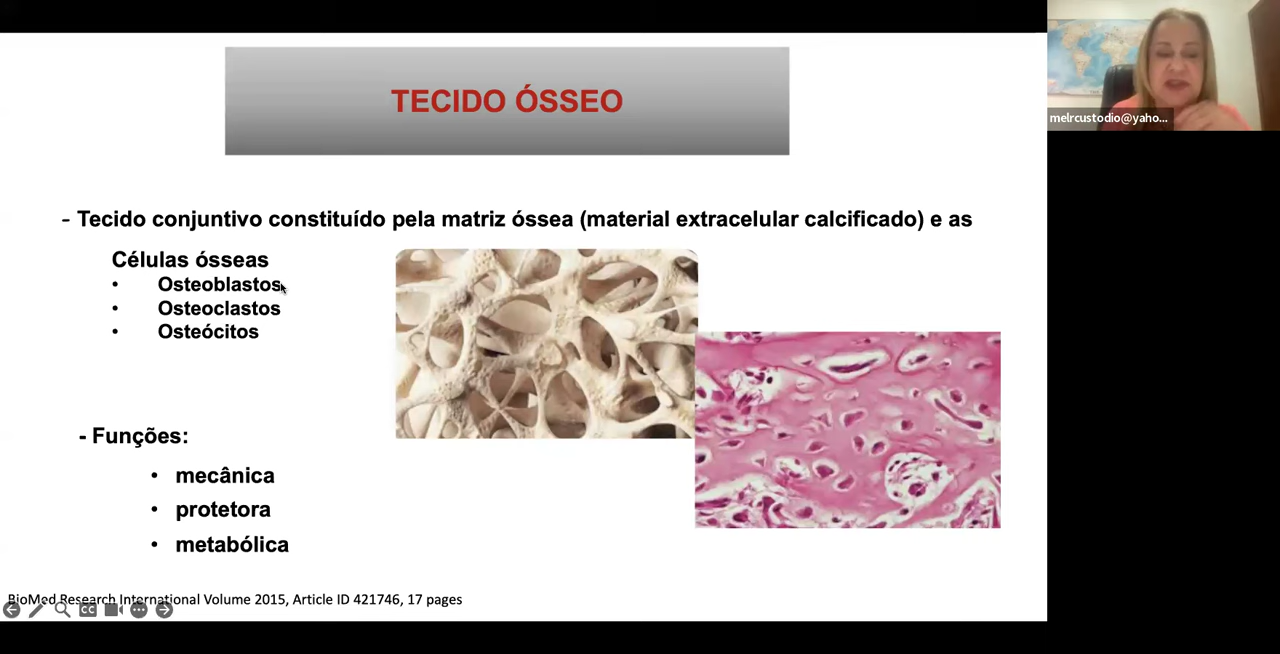 TECIDO ÓSSEO
melrcustodio@yaho...
- Tecido conjuntivo constituído pela matriz óssea (material extracelular calcificado) e as
Células ósseas
• Osteoblastos
• Osteoclastos
• Osteócitos
- Funções:
• mecânica
• protetora
• metabólica
BioMed Research International Volume 2015, Article ID 421746, 17 pages
CC